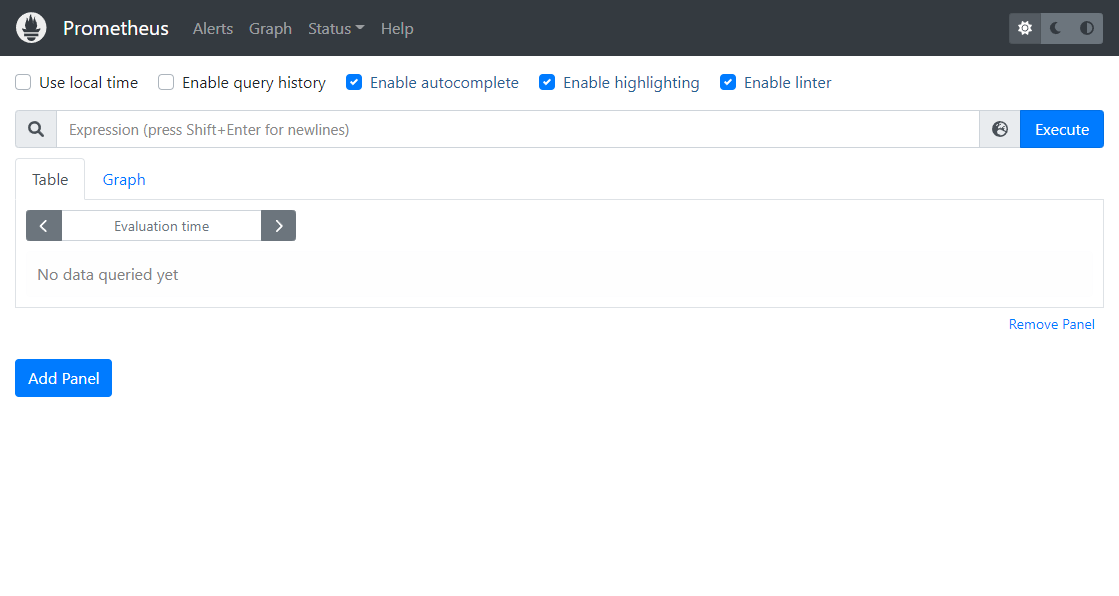 Prometheus Alerts Graph Status Help
Use local time Enable query history Enable autocomplete Enable highlighting Enable linter
Expression (press Shift+Enter for newlines) Execute
Table Graph
Evaluation time
No data queried yet
Remove Panel
Add Panel